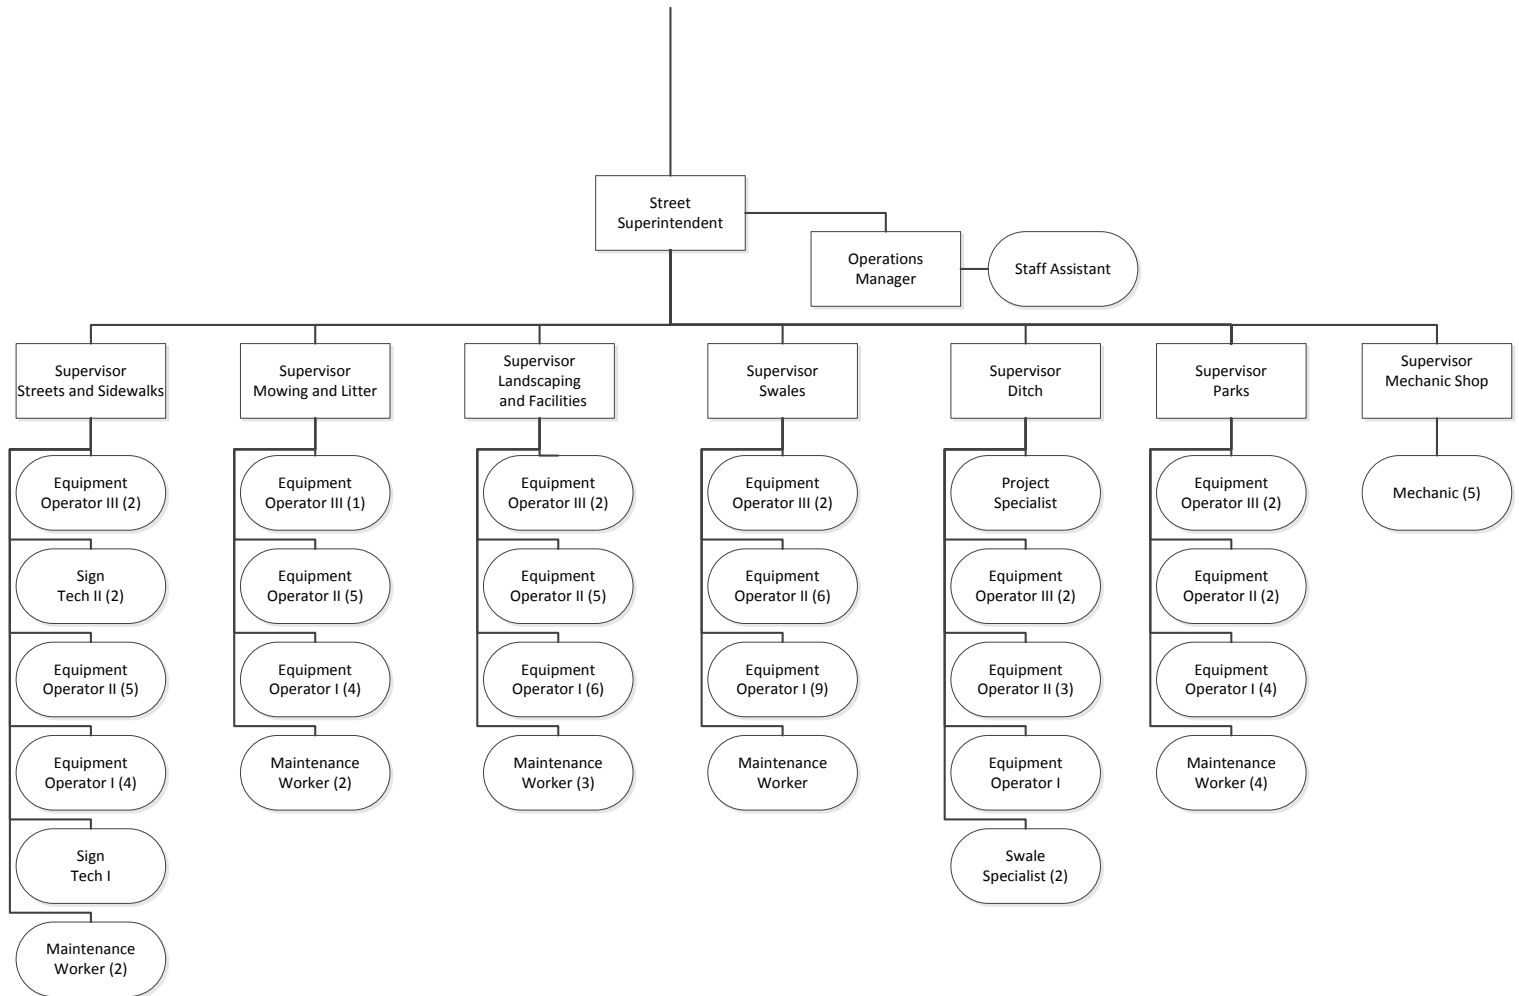 Street
Superintendent
Operations
Manager
Staff Assistant
Supervisor
Streets and Sidewalks
Supervisor
Mowing and Litter
Supervisor
Landscaping
and Facilities
Supervisor
Swales
Supervisor
Ditch
Supervisor
Parks
Supervisor
Mechanic Shop
Equipment
Operator III (2)
Equipment
Operator III (1)
Equipment
Operator III (2)
Equipment
Operator III (2)
Project
Specialist
Equipment
Operator III (2)
Mechanic (5)
Sign
Tech II (2)
Equipment
Operator II (5)
Equipment
Operator II (5)
Equipment
Operator II (6)
Equipment
Operator III (2)
Equipment
Operator II (2)
Equipment
Operator II (5)
Equipment
Operator I (4)
Equipment
Operator I (6)
Equipment
Operator I (9)
Equipment
Operator II (3)
Equipment
Operator I (4)
Equipment
Operator I (4)
Maintenance
Worker (2)
Maintenance
Worker (3)
Maintenance
Worker
Equipment
Operator I
Maintenance
Worker (4)
Sign
Tech I
Swale
Specialist (2)
Maintenance
Worker (2)